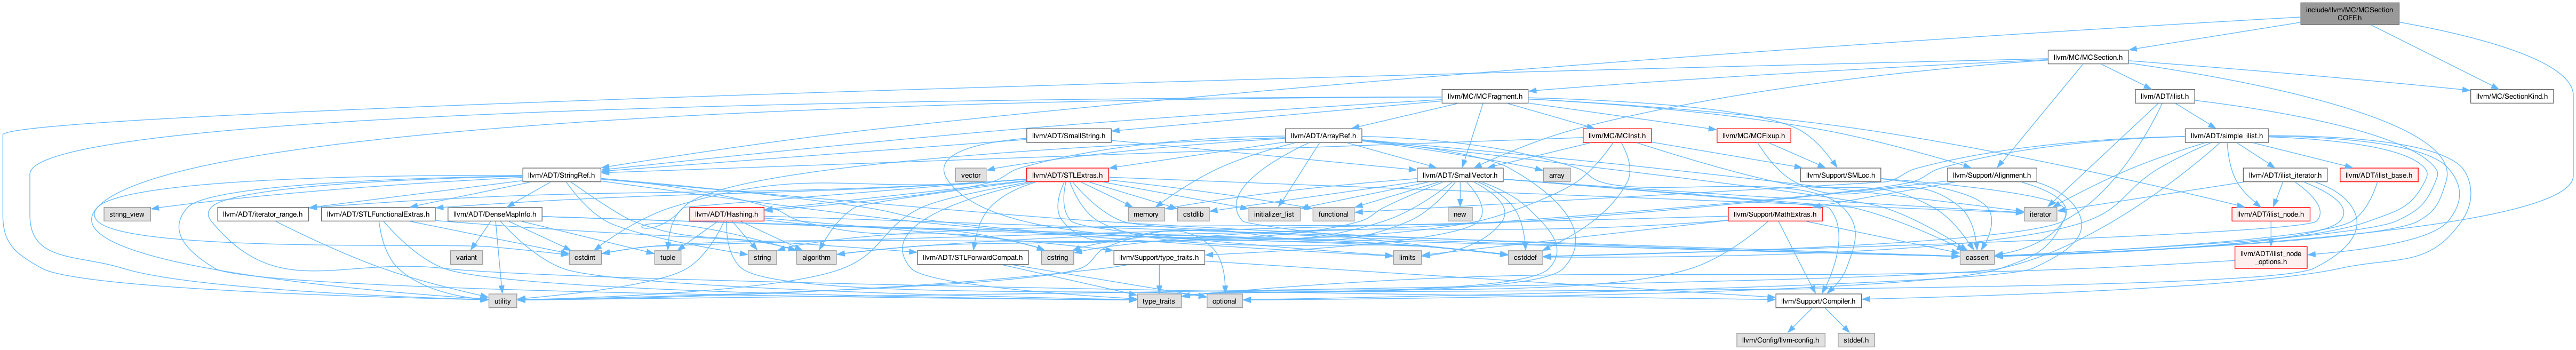 include/llvm/MC/MCSection
COFF.h
llvm/MC/MCSection.h
llvm/MC/MCFragment.h
llvm/ADT/ilist.h
llvm/MC/SectionKind.h
llvm/ADT/SmallString.h
llvm/ADT/ArrayRef.h
llvm/MC/MCInst.h
llvm/MC/MCFixup.h
llvm/ADT/simple_ilist.h
llvm/ADT/StringRef.h
vector
llvm/ADT/STLExtras.h
llvm/ADT/SmallVector.h
array
llvm/Support/SMLoc.h
llvm/Support/Alignment.h
llvm/ADT/ilist_iterator.h
llvm/ADT/ilist_base.h
string_view
llvm/ADT/iterator_range.h
llvm/ADT/STLFunctionalExtras.h
llvm/ADT/DenseMapInfo.h
llvm/ADT/Hashing.h
memory
cstdlib
initializer_list
functional
new
llvm/Support/MathExtras.h
iterator
llvm/ADT/ilist_node.h
variant
cstdint
tuple
string
algorithm
llvm/ADT/STLForwardCompat.h
cstring
llvm/Support/type_traits.h
limits
cstddef
cassert
llvm/ADT/ilist_node
_options.h
utility
type_traits
optional
llvm/Support/Compiler.h
llvm/Config/llvm-config.h
stddef.h